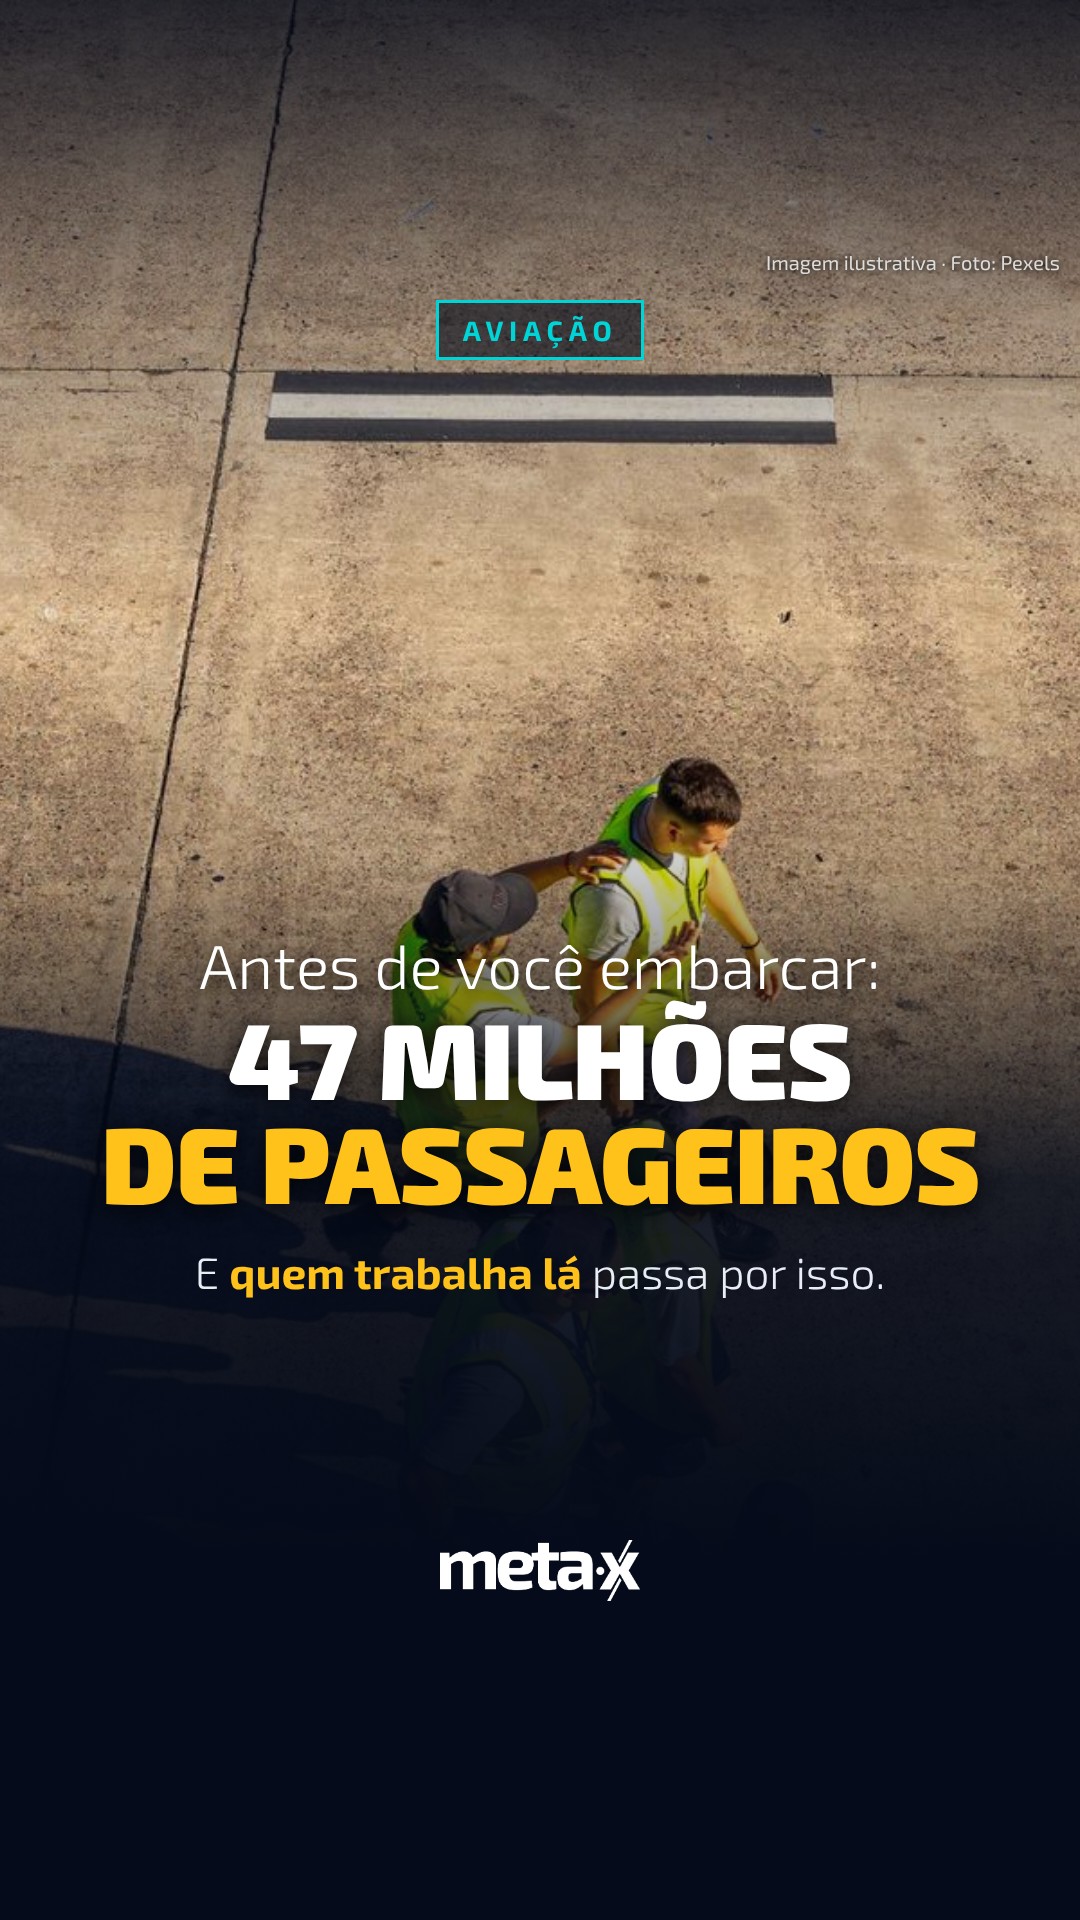 Imagem ilustrativa · Foto: Pexels
AVIAÇÃO
Antes de você embarcar:
47 MILHÕES
DE PASSAGEIROS
E quem trabalha lá passa por isso.
meta·x